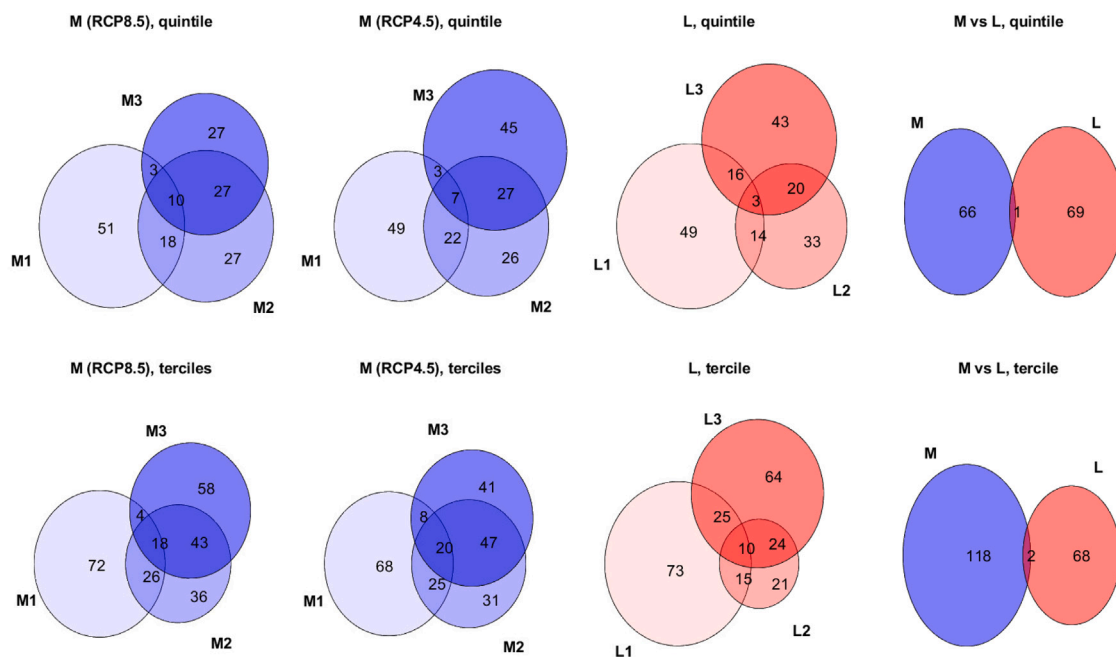 M (RCP8.5), quintile
M3
27
3
27
10
51
18
27
M1
M2
M (RCP4.5), quintile
M3
45
3
7
27
49
22
26
M1
M2
L, quintile
L3
43
16
20
3
49
14
33
L1
L2
M vs L, quintile
M
L
66
1
69
M (RCP8.5), terciles
M3
58
4
18
43
72
26
36
M1
M2
M (RCP4.5), terciles
M3
41
8
20
47
68
25
31
M1
M2
L, tercile
L3
64
25
10
24
73
15
21
L2
L1
M vs L, tercile
M
L
118
2
68